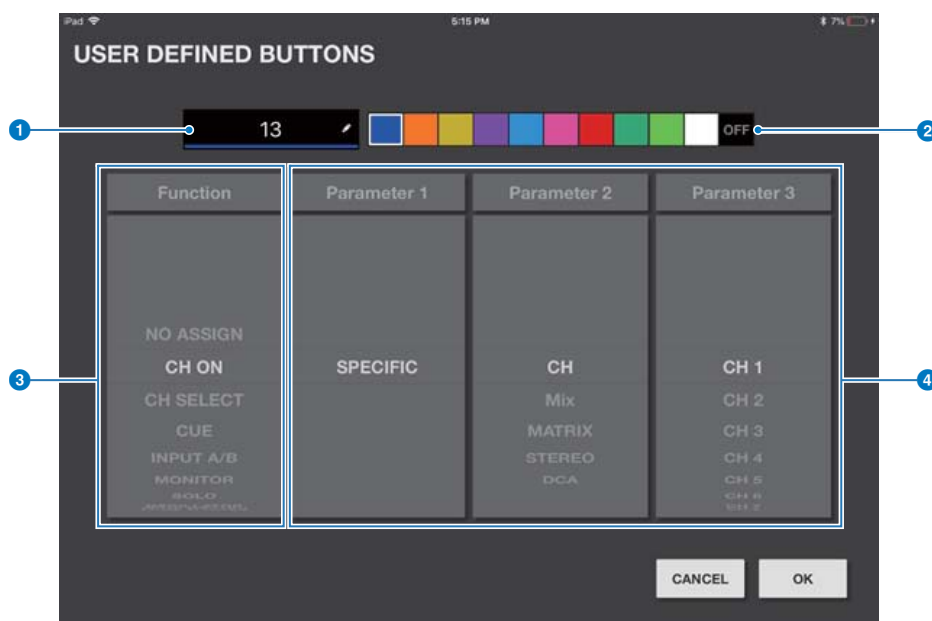 iPad 5:15 PM 7%
USER DEFINED BUTTONS
1 13 OFF 2
Function Parameter 1 Parameter 2 Parameter 3
NO ASSIGN
3 CH ON SPECIFIC CH CH 1 4
CH SELECT Mix CH 2
CUE MATRIX CH 3
INPUT A/B STEREO CH 4
MONITOR DCA CH 5
SOLO CH 6
CH 7
CANCEL OK